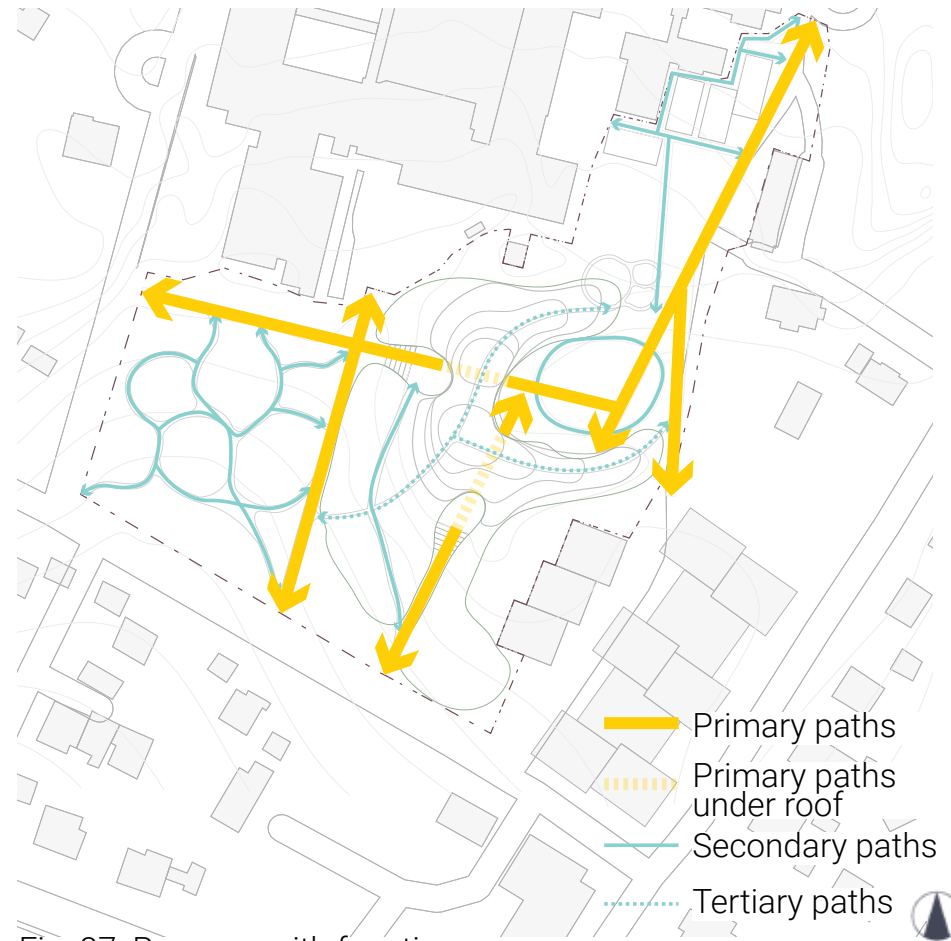 Primary paths
Primary paths
under roof
Secondary paths
Tertiary paths